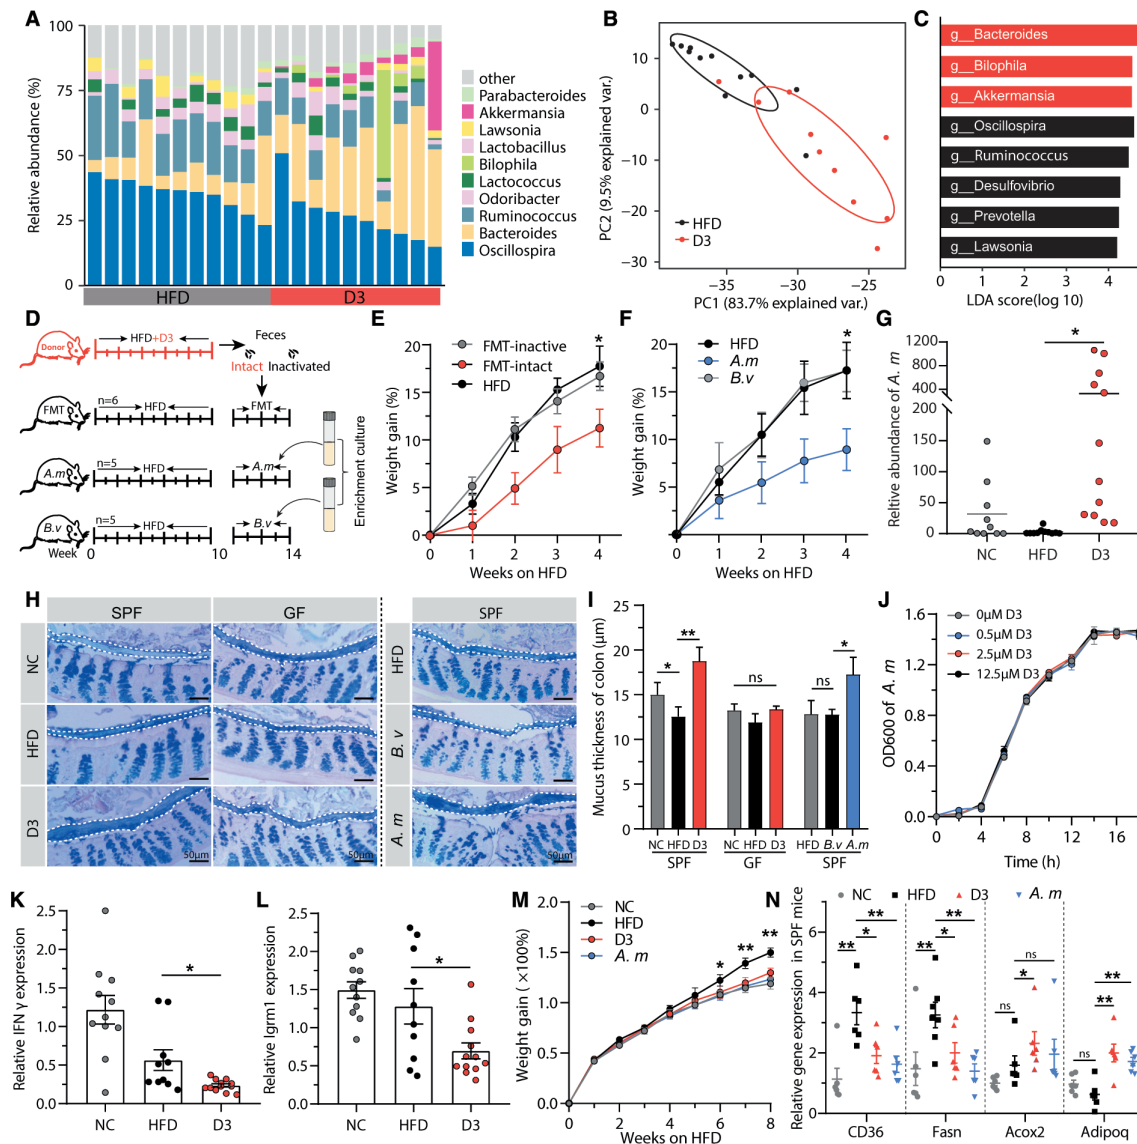 A
Relative abundance (%)
100
75
50
25
0
HFD
D3
other
Parabacteroides
Akkermansia
Lawsonia
Lactobacillus
Bilophila
Lactococcus
Odoribacter
Ruminococcus
Bacteroides
Oscillospira
B
PC2 (9.5% explained var.)
10
0
−10
−20
−30
HFD
D3
−35
−30
−25
PC1 (83.7% explained var.)
C
g__Bacteroides
g__Bilophila
g__Akkermansia
g__Oscillospira
g__Ruminococcus
g__Desulfovibrio
g__Prevotella
g__Lawsonia
0 1 2 3 4
LDA score(log 10)
D
Donor
HFD+D3
Feces
Intact
Inactivated
FMT
n=6
HFD
FMT
A.m
n=5
HFD
A.m
B.v
n=5
HFD
B.v
Enrichment culture
Week 0 10 14
E
Weight gain (%)
20
15
10
5
0
FMT-inactive
FMT-intact
HFD
*
0 1 2 3 4
Weeks on HFD
F
Weight gain (%)
20
15
10
5
0
HFD
A.m
B.v
*
0 1 2 3 4
Weeks on HFD
G
Reltive abundance of A. m
1200
800
400
200
150
100
50
0
*
NC HFD D3
H
SPF
GF
SPF
NC
HFD
D3
HFD
B. v
A. m
50μm
50μm
50μm
I
Mucus thickness of colon (μm)
25
20
15
10
5
0
*
**
ns
ns
*
NC HFD D3
NC HFD D3
HFD B.v A.m
SPF
GF
SPF
J
OD600 of A. m
1.6
1.2
0.8
0.4
0.0
0μM D3
0.5μM D3
2.5μM D3
12.5μM D3
0 4 8 12 16
Time (h)
K
Relative IFN γ expression
2.5
2.0
1.5
1.0
0.5
0.0
*
NC HFD D3
L
Relative Igrm1 expression
2.5
2.0
1.5
1.0
0.5
0.0
*
NC HFD D3
M
Weight gain ( ×100%)
2.0
1.5
1.0
0.5
0.0
NC
HFD
D3
A. m
*
**
**
0 2 4 6 8
Weeks on HFD
N
Relative gene expression in SPF mice
NC HFD D3 A. m
6
4
2
0
**
*
**
**
*
**
ns
*
ns
ns
**
**
CD36
Fasn
Acox2
Adipoq